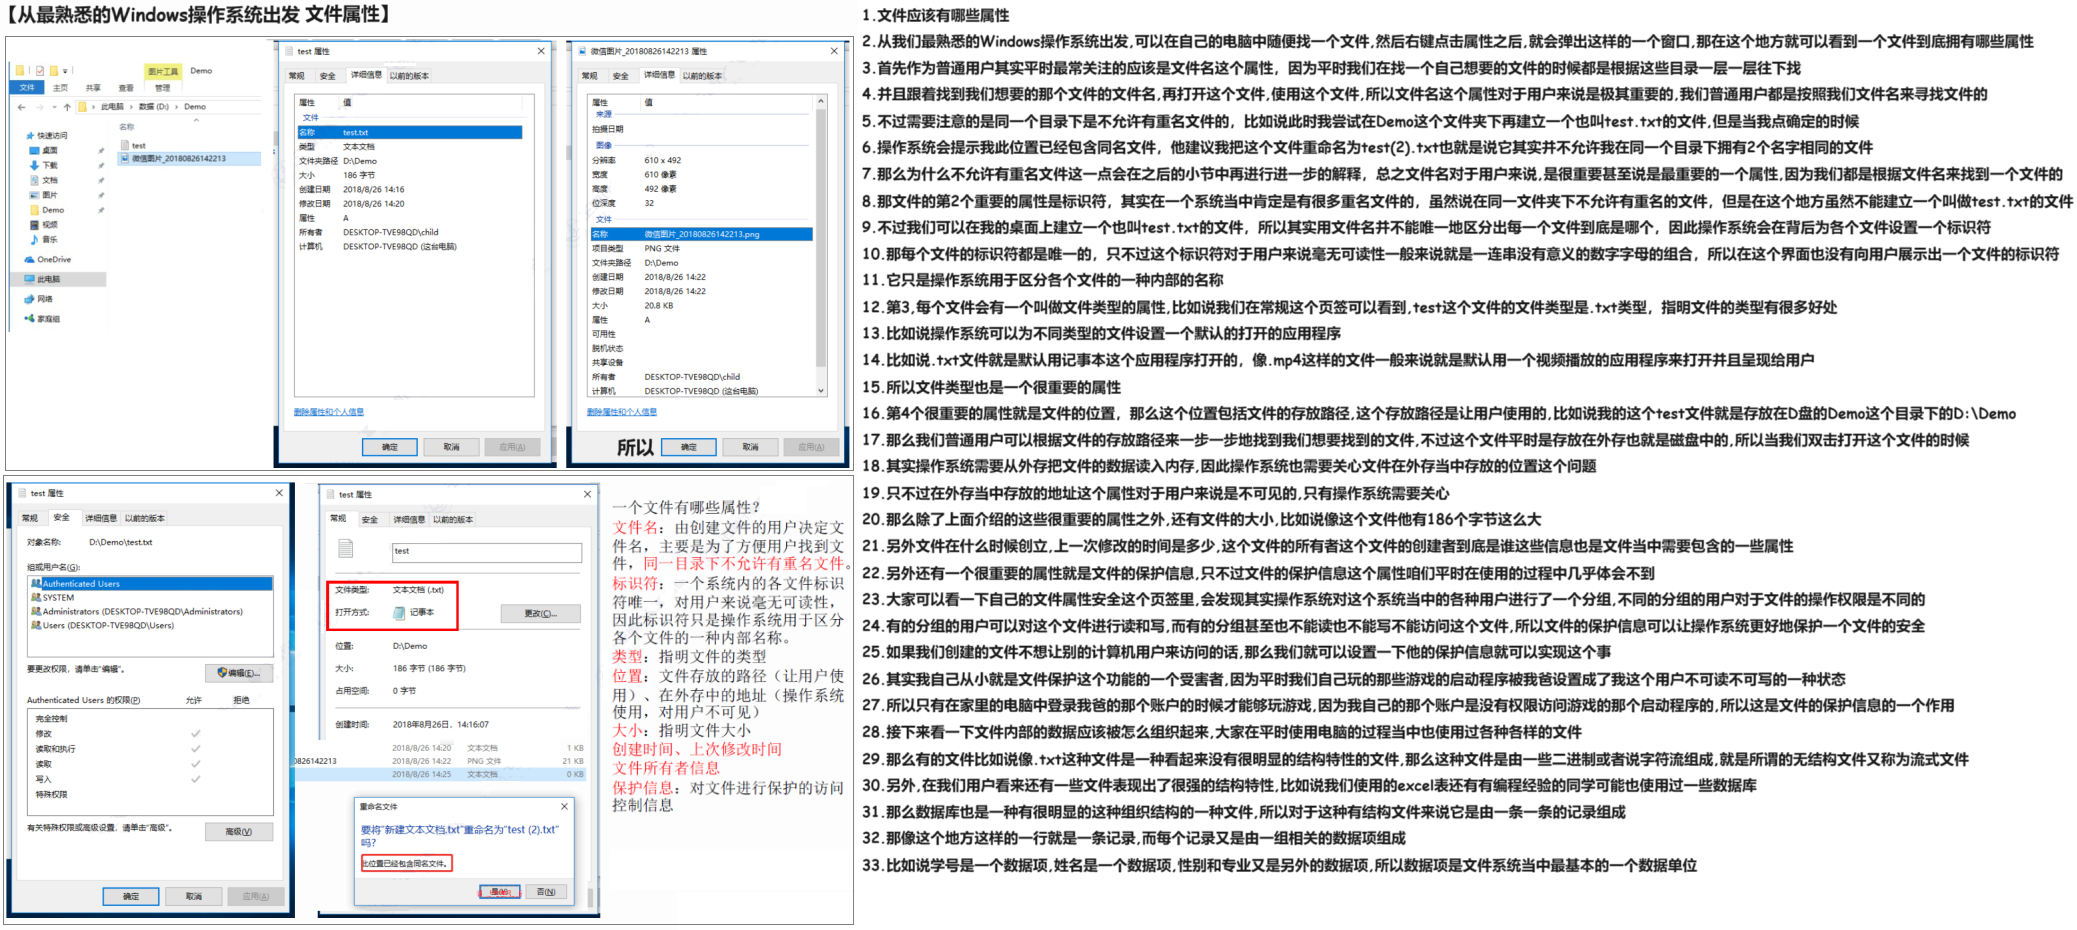 【从最熟悉的Windows操作系统出发 文件属性】
图片工具 Demo
文件 主页 共享 查看 管理
此电脑 > 数据 (D:) > Demo
名称
快速访问
桌面
下载
文档
图片
Demo
视频
音乐
OneDrive
此电脑
网络
家庭组
test
微信图片_20180826142213
test 属性
常规 安全 详细信息 以前的版本
属性 值
文件
名称 test.txt
类型 文本文档
文件夹路径 D:\Demo
大小 186 字节
创建日期 2018/8/26 14:16
修改日期 2018/8/26 14:20
属性 A
所有者 DESKTOP-TVE98QD\child
计算机 DESKTOP-TVE98QD (这台电脑)
删除属性和个人信息
确定 取消 应用(A)
微信图片_20180826142213 属性
常规 安全 详细信息 以前的版本
属性 值
来源
拍摄日期
图像
分辨率 610 x 492
宽度 610 像素
高度 492 像素
位深度 32
文件
名称 微信图片_20180826142213.png
项目类型 PNG 文件
文件夹路径 D:\Demo
创建日期 2018/8/26 14:22
修改日期 2018/8/26 14:22
大小 20.8 KB
属性 A
可用性
脱机状态
共享设备
所有者 DESKTOP-TVE98QD\child
计算机 DESKTOP-TVE98QD (这台电脑)
删除属性和个人信息
所以 确定 取消 应用(A)
test 属性
常规 安全 详细信息 以前的版本
对象名称: D:\Demo\test.txt
组或用户名(G):
Authenticated Users
SYSTEM
Administrators (DESKTOP-TVE98QD\Administrators)
Users (DESKTOP-TVE98QD\Users)
要更改权限，请单击"编辑"。 编辑(E)...
Authenticated Users 的权限(P) 允许 拒绝
完全控制
修改
读取和执行
读取
写入
特殊权限
有关特殊权限或高级设置，请单击"高级"。 高级(V)
确定 取消 应用(A)
test 属性
常规 安全 详细信息 以前的版本
test
文件类型: 文本文档 (.txt)
打开方式: 记事本 更改(C)...
位置: D:\Demo
大小: 186 字节 (186 字节)
占用空间: 0 字节
创建时间: 2018年8月26日，14:16:07
2018/8/26 14:20 文本文档 1 KB
0826142213 2018/8/26 14:22 PNG 文件 21 KB
2018/8/26 14:25 文本文档 0 KB
重命名文件
要将"新建文本文档.txt"重命名为"test (2).txt"
吗?
此位置已经包含同名文件。
是(Y) 否(N)
一个文件有哪些属性？
文件名：由创建文件的用户决定文
件名，主要是为了方便用户找到文
件，同一目录下不允许有重名文件。
标识符：一个系统内的各文件标识
符唯一，对用户来说毫无可读性，
因此标识符只是操作系统用于区分
各个文件的一种内部名称。
类型：指明文件的类型
位置：文件存放的路径（让用户使
用）、在外存中的地址（操作系统
使用，对用户不可见）
大小：指明文件大小
创建时间、上次修改时间
文件所有者信息
保护信息：对文件进行保护的访问
控制信息
1.文件应该有哪些属性
2.从我们最熟悉的Windows操作系统出发,可以在自己的电脑中随便找一个文件,然后右键点击属性之后,就会弹出这样的一个窗口,那在这个地方就可以看到一个文件到底拥有哪些属性
3.首先作为普通用户其实平时最常关注的应该是文件名这个属性，因为平时我们在找一个自己想要的文件的时候都是根据这些目录一层一层往下找
4.并且跟着找到我们想要的那个文件的文件名,再打开这个文件,使用这个文件,所以文件名这个属性对于用户来说是极其重要的,我们普通用户都是按照我们文件名来寻找文件的
5.不过需要注意的是同一个目录下是不允许有重名文件的，比如说此时我尝试在Demo这个文件夹下再建立一个也叫test.txt的文件,但是当我点确定的时候
6.操作系统会提示我此位置已经包含同名文件，他建议我把这个文件重命名为test(2).txt也就是说它其实并不允许我在同一个目录下拥有2个名字相同的文件
7.那么为什么不允许有重名文件这一点会在之后的小节中再进行进一步的解释，总之文件名对于用户来说,是很重要甚至说是最重要的一个属性,因为我们都是根据文件名来找到一个文件的
8.那文件的第2个重要的属性是标识符，其实在一个系统当中肯定是有很多重名文件的，虽然说在同一文件夹下不允许有重名的文件，但是在这个地方虽然不能建立一个叫做test.txt的文件
9.不过我们可以在我的桌面上建立一个也叫test.txt的文件，所以其实用文件名并不能唯一地区分出每一个文件到底是哪个，因此操作系统会在背后为各个文件设置一个标识符
10.那每个文件的标识符都是唯一的，只不过这个标识符对于用户来说毫无可读性一般来说就是一连串没有意义的数字字母的组合，所以在这个界面也没有向用户展示出一个文件的标识符
11.它只是操作系统用于区分各个文件的一种内部的名称
12.第3,每个文件会有一个叫做文件类型的属性,比如说我们在常规这个页签可以看到,test这个文件的文件类型是.txt类型，指明文件的类型有很多好处
13.比如说操作系统可以为不同类型的文件设置一个默认的打开的应用程序
14.比如说.txt文件就是默认用记事本这个应用程序打开的，像.mp4这样的文件一般来说就是默认用一个视频播放的应用程序来打开并且呈现给用户
15.所以文件类型也是一个很重要的属性
16.第4个很重要的属性就是文件的位置，那么这个位置包括文件的存放路径,这个存放路径是让用户使用的,比如说我的这个test文件就是存放在D盘的Demo这个目录下的D:\Demo
17.那么我们普通用户可以根据文件的存放路径来一步一步地找到我们想要找到的文件,不过这个文件平时是存放在外存也就是磁盘中的,所以当我们双击打开这个文件的时候
18.其实操作系统需要从外存把文件的数据读入内存,因此操作系统也需要关心文件在外存当中存放的位置这个问题
19.只不过在外存当中存放的地址这个属性对于用户来说是不可见的,只有操作系统需要关心
20.那么除了上面介绍的这些很重要的属性之外,还有文件的大小,比如说像这个文件他有186个字节这么大
21.另外文件在什么时候创立,上一次修改的时间是多少,这个文件的所有者这个文件的创建者到底是谁这些信息也是文件当中需要包含的一些属性
22.另外还有一个很重要的属性就是文件的保护信息,只不过文件的保护信息这个属性咱们平时在使用的过程中几乎体会不到
23.大家可以看一下自己的文件属性安全这个页签里,会发现其实操作系统对这个系统当中的各种用户进行了一个分组,不同的分组的用户对于文件的操作权限是不同的
24.有的分组的用户可以对这个文件进行读和写,而有的分组甚至也不能读也不能写不能访问这个文件,所以文件的保护信息可以让操作系统更好地保护一个文件的安全
25.如果我们创建的文件不想让别的计算机用户来访问的话,那么我们就可以设置一下他的保护信息就可以实现这个事
26.其实我自己从小就是文件保护这个功能的一个受害者,因为平时我们自己玩的那些游戏的启动程序被我爸设置成了我这个用户不可读不可写的一种状态
27.所以只有在家里的电脑中登录我爸的那个账户的时候才能够玩游戏,因为我自己的那个账户是没有权限访问游戏的那个启动程序的,所以这是文件的保护信息的一个作用
28.接下来看一下文件内部的数据应该被怎么组织起来,大家在平时使用电脑的过程当中也使用过各种各样的文件
29.那么有的文件比如说像.txt这种文件是一种看起来没有很明显的结构特性的文件,那么这种文件是由一些二进制或者说字符流组成,就是所谓的无结构文件又称为流式文件
30.另外,在我们用户看来还有一些文件表现出了很强的结构特性,比如说我们使用的excel表还有有编程经验的同学可能也使用过一些数据库
31.那么数据库也是一种有很明显的这种组织结构的一种文件,所以对于这种有结构文件来说它是由一条一条的记录组成
32.那像这个地方这样的一行就是一条记录,而每个记录又是由一组相关的数据项组成
33.比如说学号是一个数据项,姓名是一个数据项,性别和专业又是另外的数据项,所以数据项是文件系统当中最基本的一个数据单位